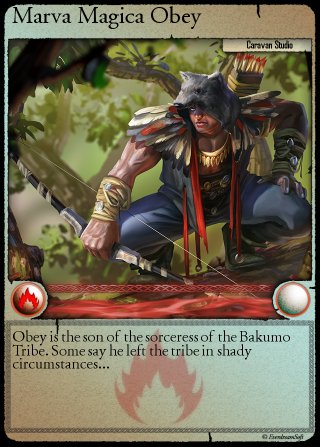 Marva Magica Obey
Caravan Studio
Obey is the son of the sorceress of the Bakumo
Tribe. Some say he left the tribe in shady
circumstances...
© EverdreamSoft